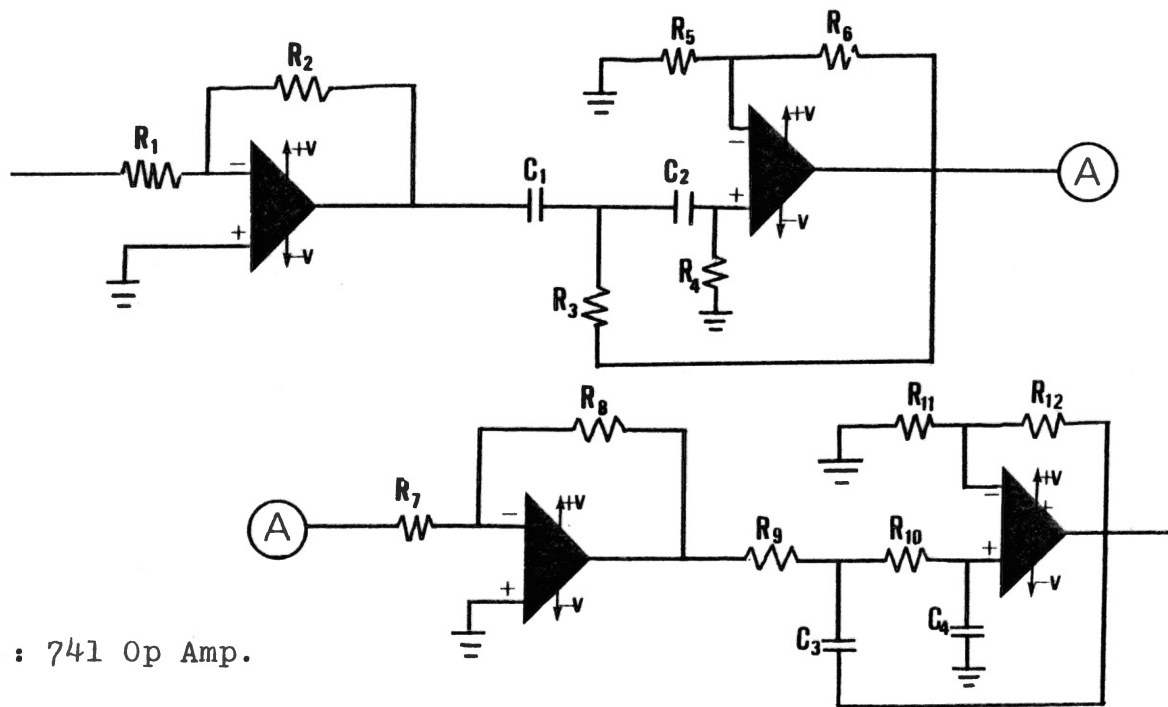 R5
R6
R2
R1
+V
−
+
−V
C1
C2
R3
R4
+V
−
+
−V
A
R11
R12
R8
R7
A
+V
−
+
−V
R9
R10
C3
C4
+V
+
−
+
−V
: 741 Op Amp.